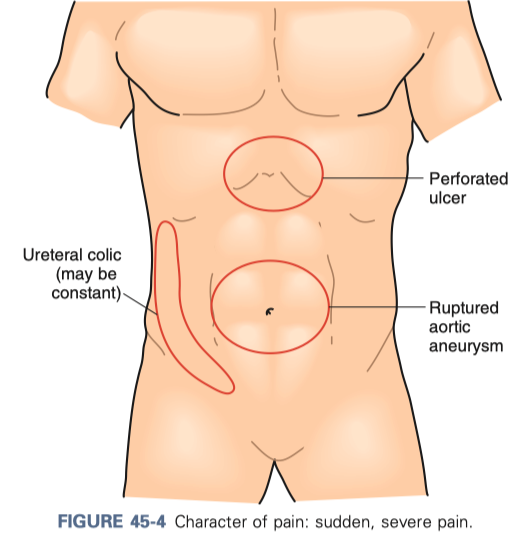 Perforated
ulcer
Ureteral colic
(may be
constant)
Ruptured
aortic
aneurysm
FIGURE 45-4 Character of pain: sudden, severe pain.